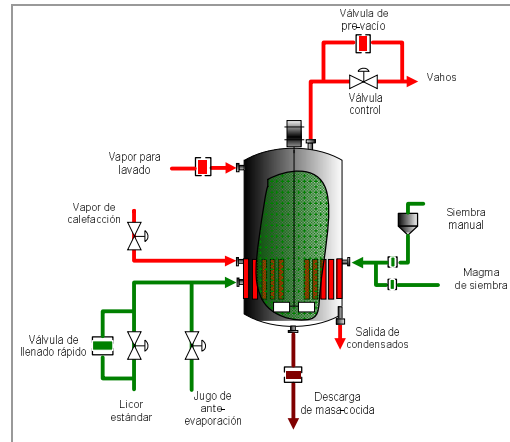 Válvula de
pre-vacío
Vahos
Válvula
control
Vapor para
lavado
Vapor de
calefacción
Siembra
manual
Magma
de siembra
Válvula de
llenado rápido
Salida de
condensados
Licor
estándar
Jugo de
ante-
evaporación
Descarga
de masa-cocida